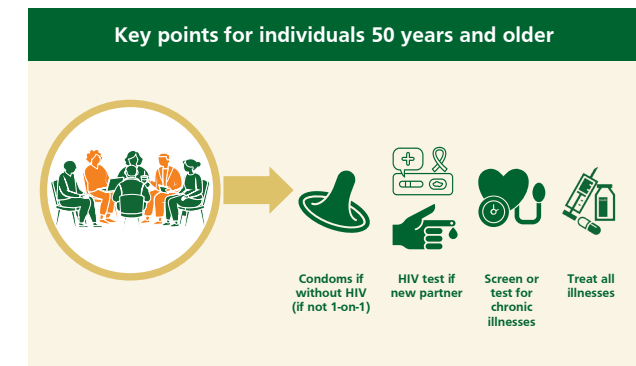 Key points for individuals 50 years and older
Condoms if
without HIV
(if not 1-on-1)
HIV test if
new partner
Screen or
test for
chronic
illnesses
Treat all
illnesses